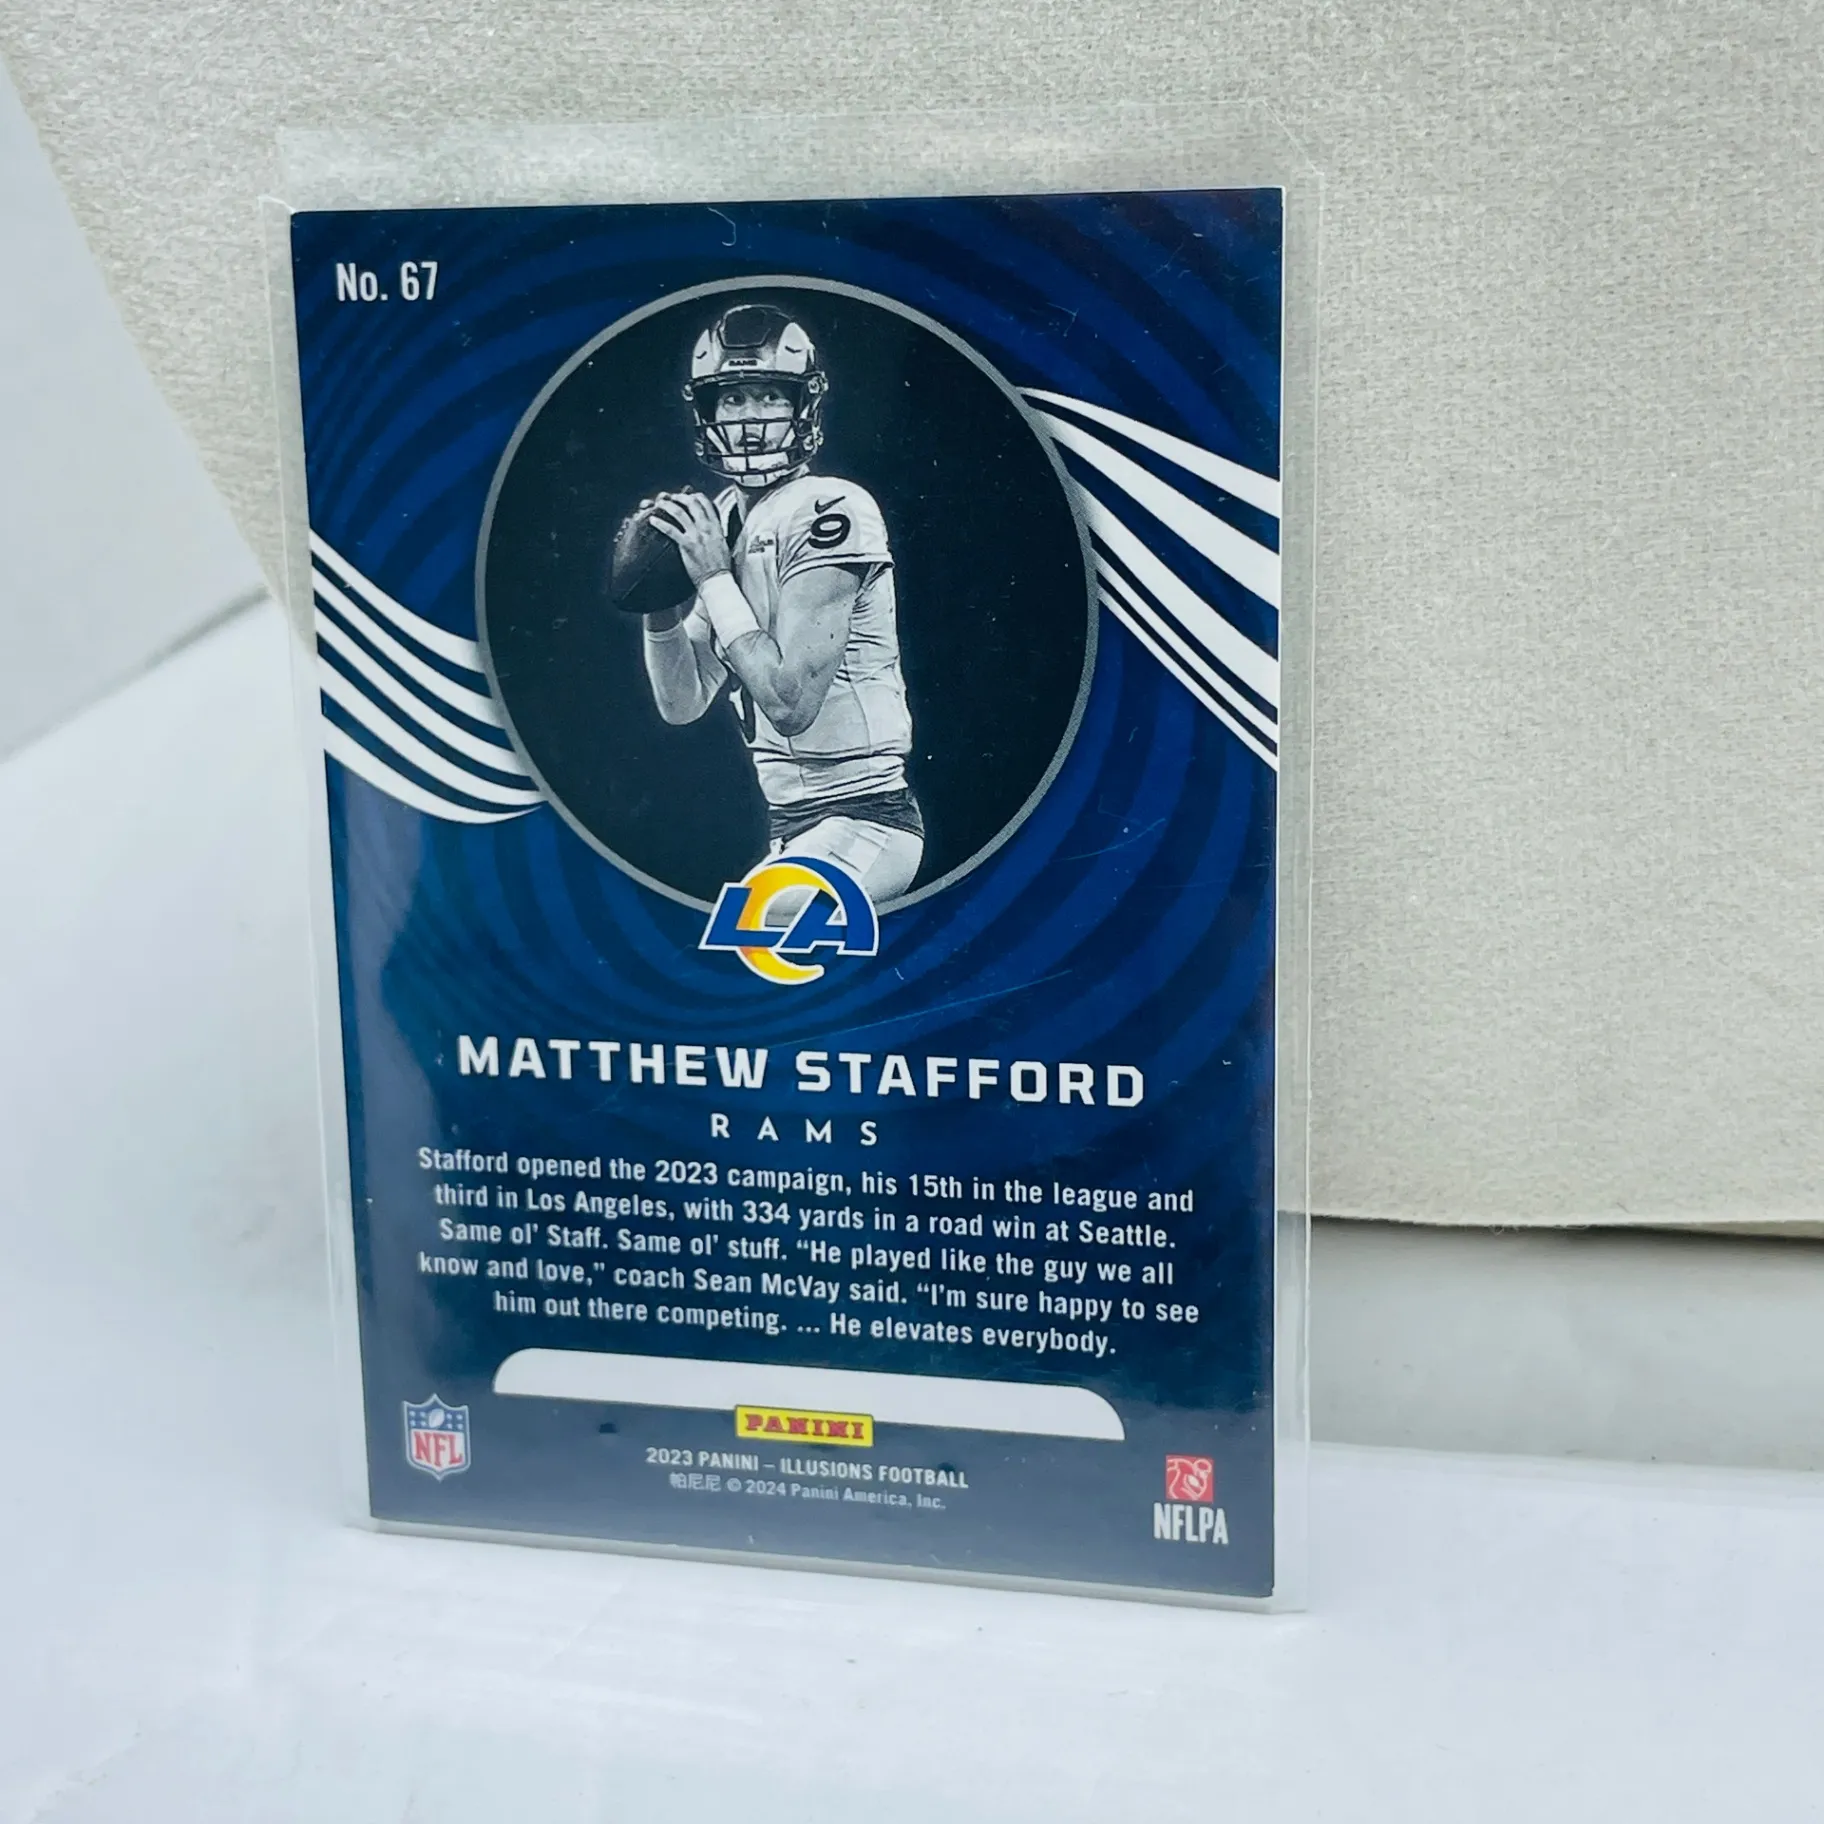 No. 67
RAMS
9
LA
MATTHEW STAFFORD
RAMS
Stafford opened the 2023 campaign, his 15th in the league and
third in Los Angeles, with 334 yards in a road win at Seattle.
Same ol' Staff. Same ol' stuff. “He played like the guy we all
know and love,” coach Sean McVay said. “I'm sure happy to see
him out there competing. ... He elevates everybody.
PANINI
NFL
2023 PANINI – ILLUSIONS FOOTBALL
帕尼尼 © 2024 Panini America, Inc.
NFLPA